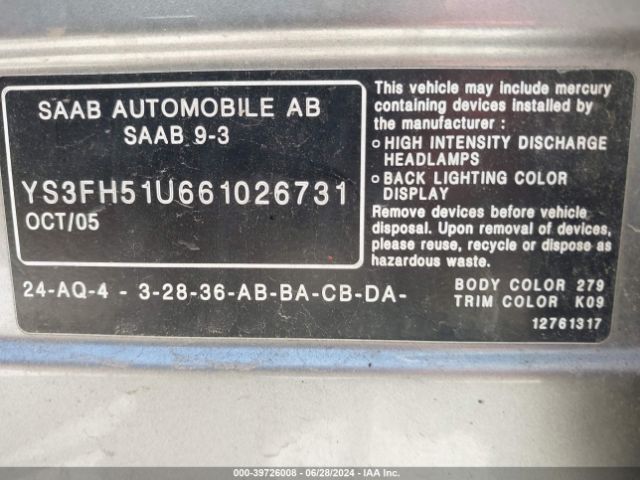 SAAB AUTOMOBILE AB
SAAB 9-3
YS3FH51U661026731
OCT/05
24-AQ-4 - 3-28-36-AB-BA-CB-DA-
This vehicle may include mercury
containing devices installed by
the manufacturer :
○ HIGH INTENSITY DISCHARGE
HEADLAMPS
○ BACK LIGHTING COLOR
DISPLAY
Remove devices before vehicle
disposal. Upon removal of devices,
please reuse, recycle or dispose as
hazardous waste.
BODY COLOR 279
TRIM COLOR K09
12761317
000-39726008 | 06/28/2024 - IAA Inc.